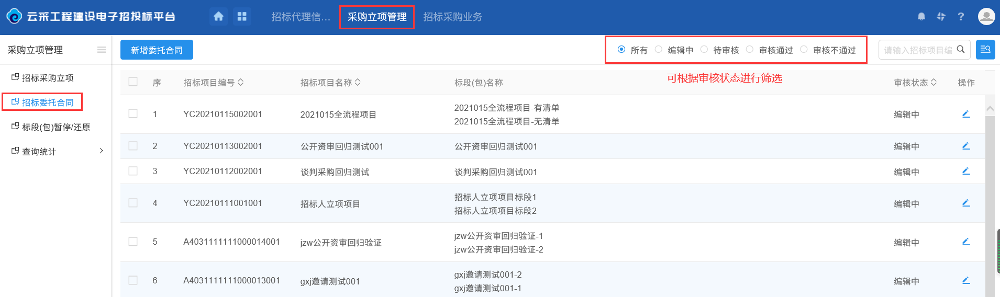 云采工程建设电子招投标平台
招标代理信... 采购立项管理 招标采购业务
采购立项管理
新增委托合同
所有 编辑中 待审核 审核通过 审核不通过
请输入招标项目编
招标采购立项
招标委托合同
标段(包)暂停/还原
查询统计
可根据审核状态进行筛选
序 招标项目编号 招标项目名称 标段(包)名称 审核状态 操作
1 YC20210115002001 2021015全流程项目 2021015全流程项目-有清单 编辑中
2021015全流程项目-无清单
2 YC20210113002001 公开资审回归测试001 公开资审回归测试001 编辑中
3 YC20210112002001 谈判采购回归测试 谈判采购回归测试001 编辑中
4 YC20210111001001 招标人立项项目 招标人立项项目标段1 编辑中
招标人立项项目标段2
5 A4031111111000014001 jzw公开资审回归验证 jzw公开资审回归验证-1 编辑中
jzw公开资审回归验证-2
6 A4031111111000013001 gxj邀请测试001 gxj邀请测试001-2 编辑中
gxj邀请测试001-1